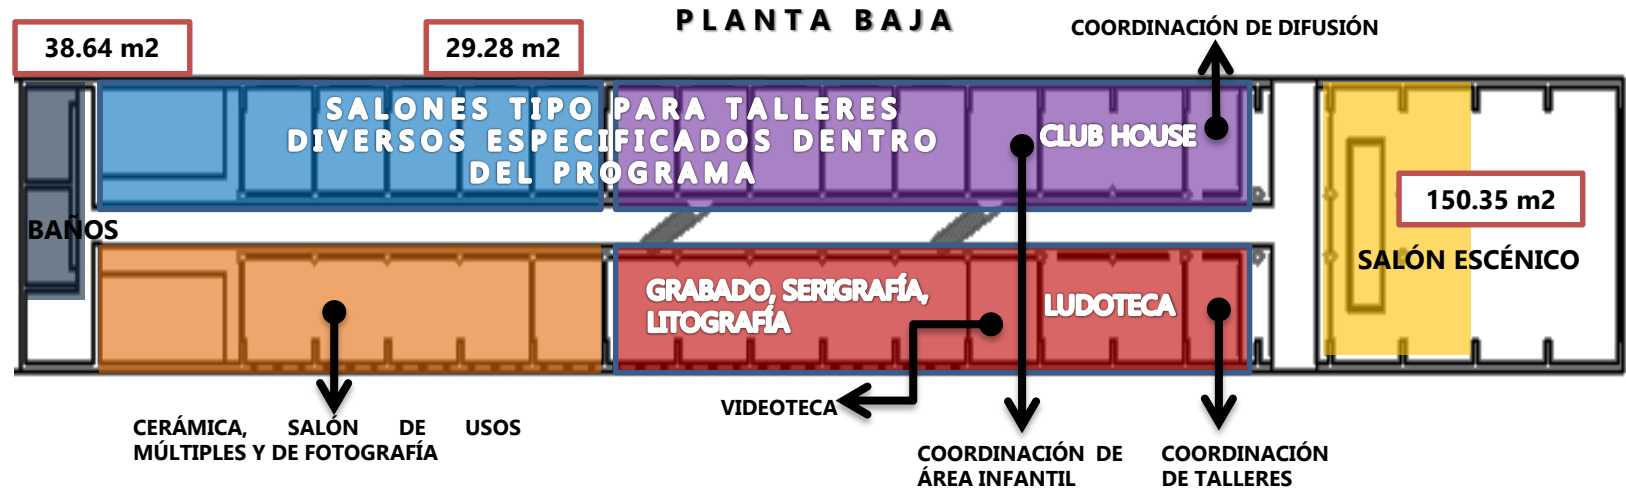 PLANTA BAJA
COORDINACIÓN DE DIFUSIÓN
38.64 m2
29.28 m2
SALONES TIPO PARA TALLERES
DIVERSOS ESPECIFICADOS DENTRO
DEL PROGRAMA
CLUB HOUSE
150.35 m2
BAÑOS
SALÓN ESCÉNICO
GRABADO, SERIGRAFÍA,
LITOGRAFÍA
LUDOTECA
VIDEOTECA
CERÁMICA, SALÓN DE USOS
MÚLTIPLES Y DE FOTOGRAFÍA
COORDINACIÓN DE
ÁREA INFANTIL
COORDINACIÓN
DE TALLERES